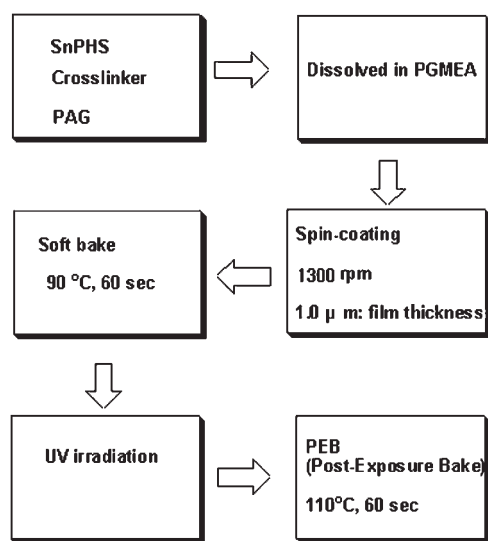 SnPHS
Crosslinker
PAG
Dissolved in PGMEA
Spin-coating
1300 rpm
1.0 μ m: film thickness
Soft bake
90 °C, 60 sec
UV irradiation
PEB
(Post-Exposure Bake)
110°C, 60 sec